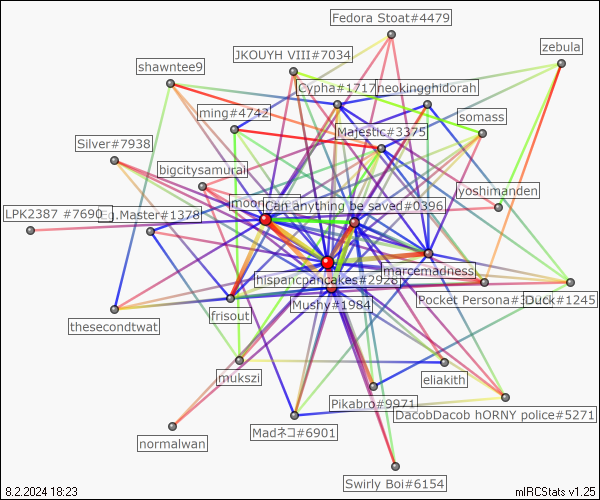 Fedora Stoat#4479
zebula
JKOUYH VIII#7034
shawntee9
Cypha#1717
neokingghidorah
ming#4742
somass
Majestic#3375
Silver#7938
bigcitysamurai
yoshimanden
Can anything be saved#0396
LPK2387 #7690
g.Master#1378
marcemadness
hispancpancakes#2928
Mushy#1984
Pocket Persona#3
Duck#1245
frisout
thesecondtwat
mukszi
eliakith
Pikabro#9971
DacobDacob hORNY police#5271
Madネコ#6901
normalwan
Swirly Boi#6154
8.2.2024 18:23
mIRCStats v1.25